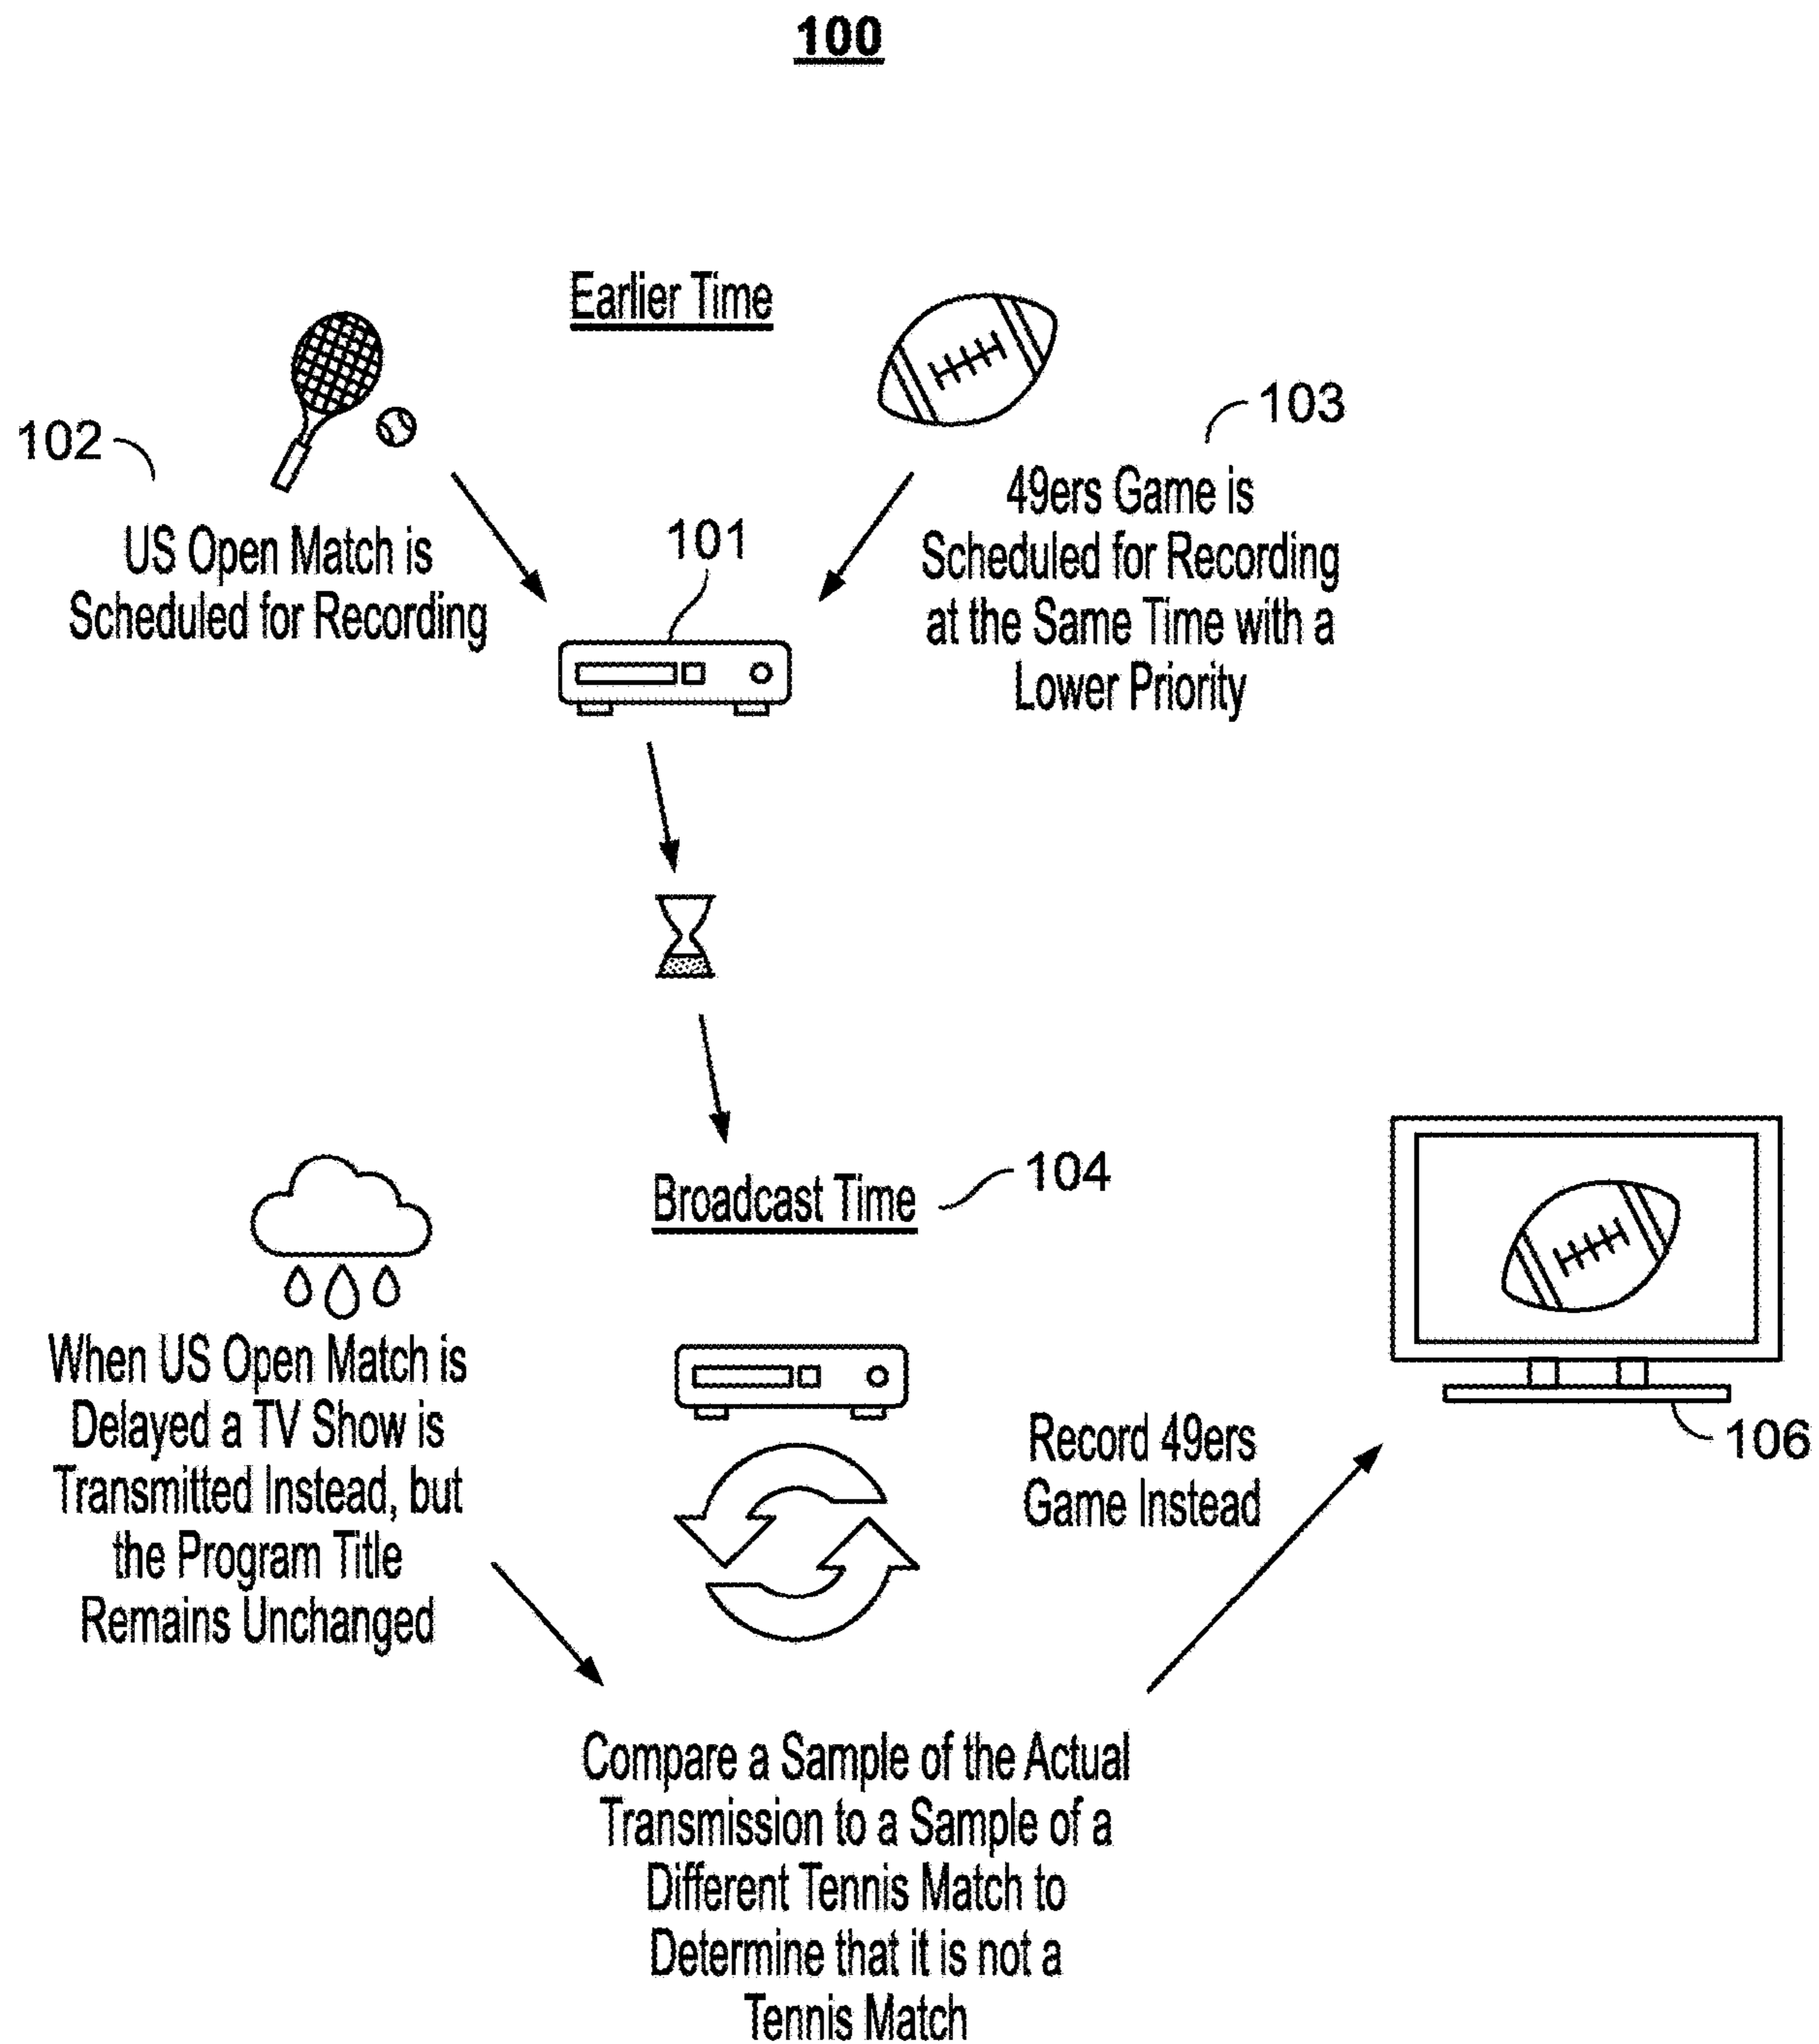 100
Earlier Time
102
US Open Match is
Scheduled for Recording
101
103
49ers Game is
Scheduled for Recording
at the Same Time with a
Lower Priority
Broadcast Time
104
When US Open Match is
Delayed a TV Show is
Transmitted Instead, but
the Program Title
Remains Unchanged
Record 49ers
Game Instead
106
Compare a Sample of the Actual
Transmission to a Sample of a
Different Tennis Match to
Determine that it is not a
Tennis Match